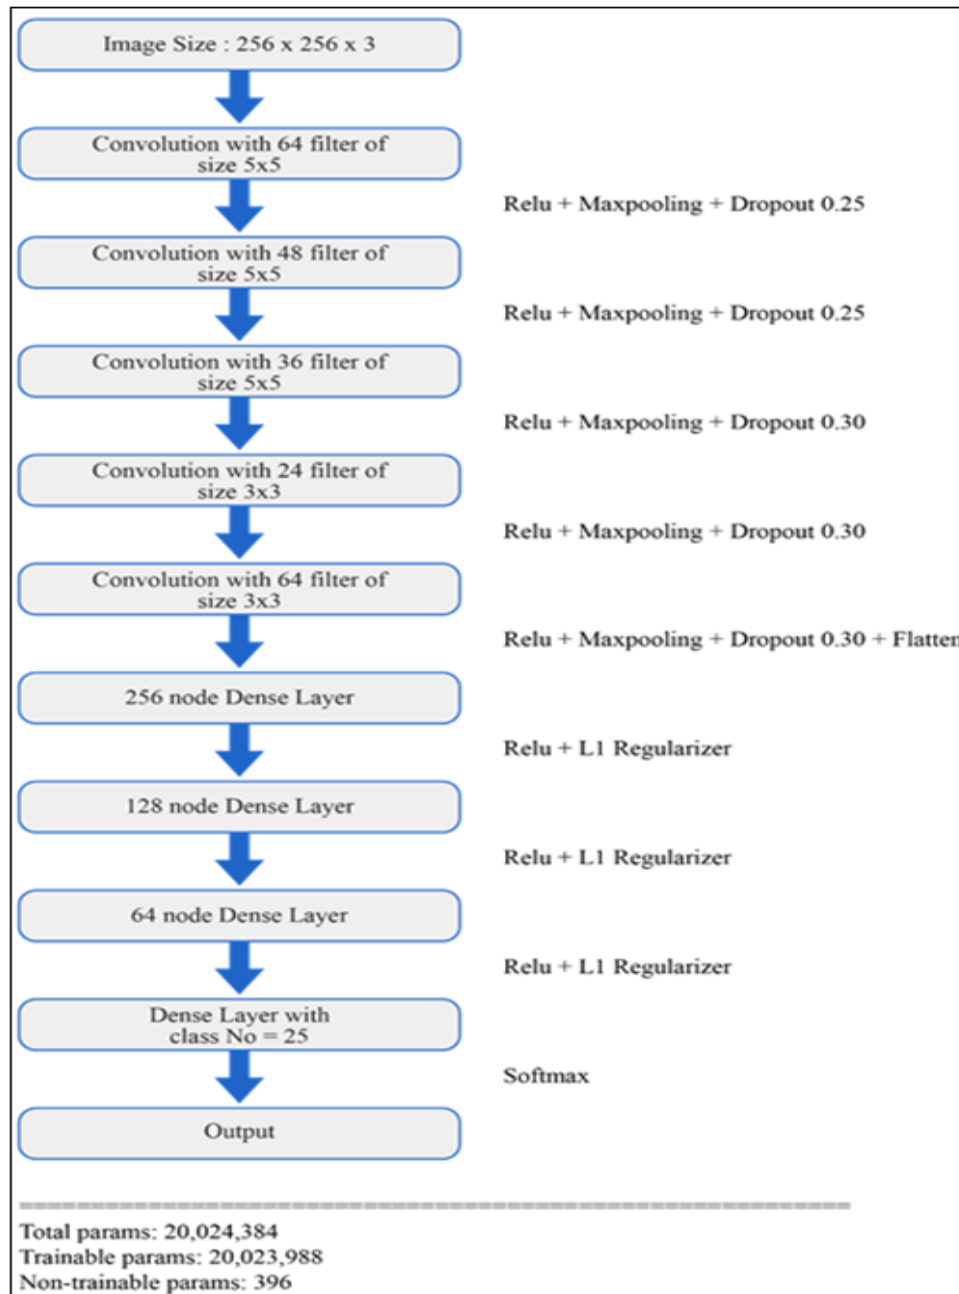 Image Size : 256 x 256 x 3
Convolution with 64 filter of
size 5x5
Relu + Maxpooling + Dropout 0.25
Convolution with 48 filter of
size 5x5
Relu + Maxpooling + Dropout 0.25
Convolution with 36 filter of
size 5x5
Relu + Maxpooling + Dropout 0.30
Convolution with 24 filter of
size 3x3
Relu + Maxpooling + Dropout 0.30
Convolution with 64 filter of
size 3x3
Relu + Maxpooling + Dropout 0.30 + Flatten
256 node Dense Layer
Relu + L1 Regularizer
128 node Dense Layer
Relu + L1 Regularizer
64 node Dense Layer
Relu + L1 Regularizer
Dense Layer with
class No = 25
Softmax
Output
Total params: 20,024,384
Trainable params: 20,023,988
Non-trainable params: 396